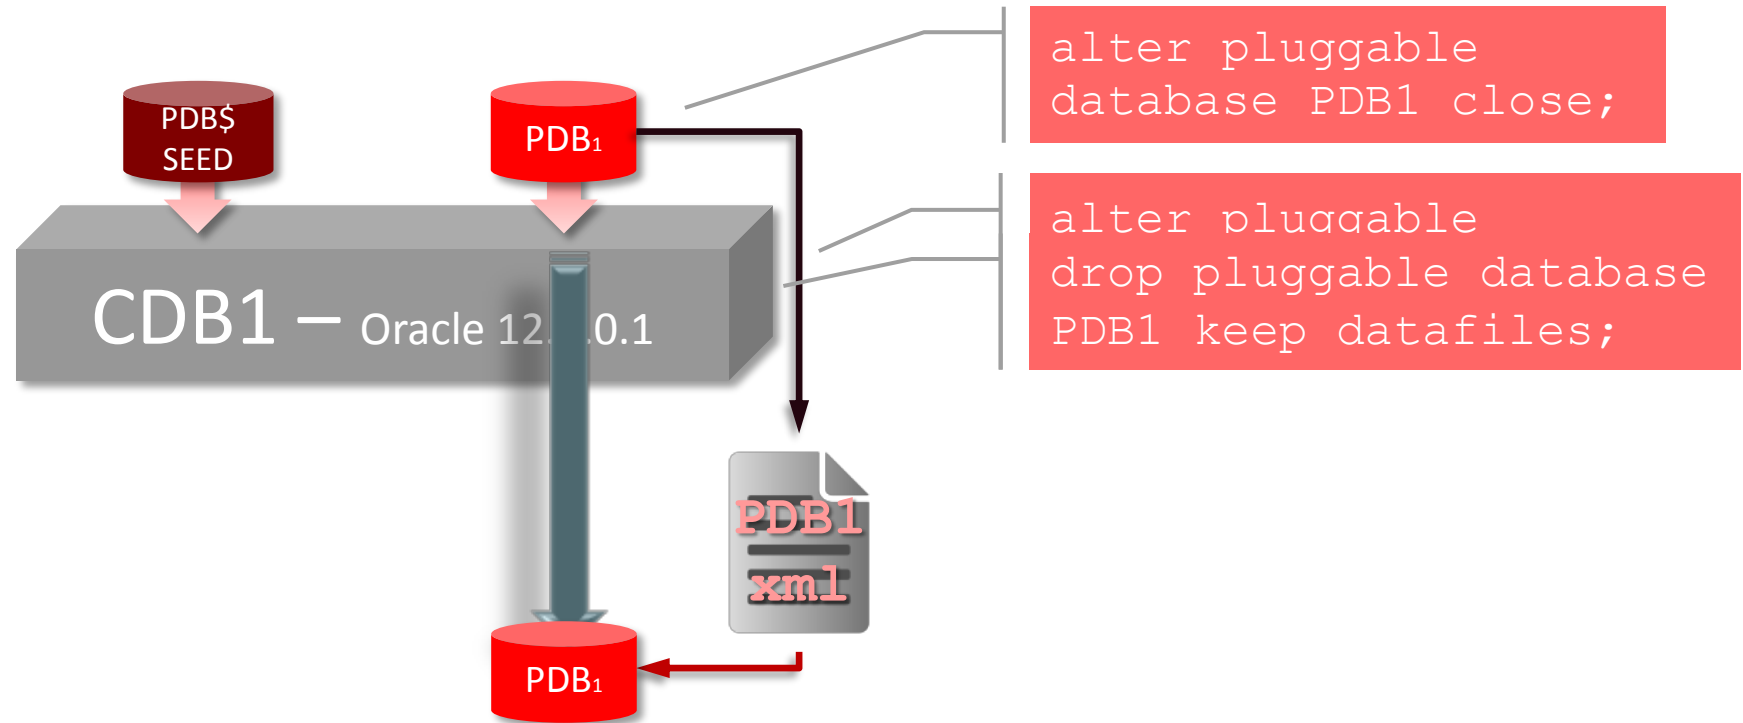 PDB$
SEED
PDB1
CDB1 – Oracle 12. .0.1
alter pluggable
database PDB1 close;
alter pluggable
drop pluggable database
PDB1 keep datafiles;
PDB1
xml
PDB1